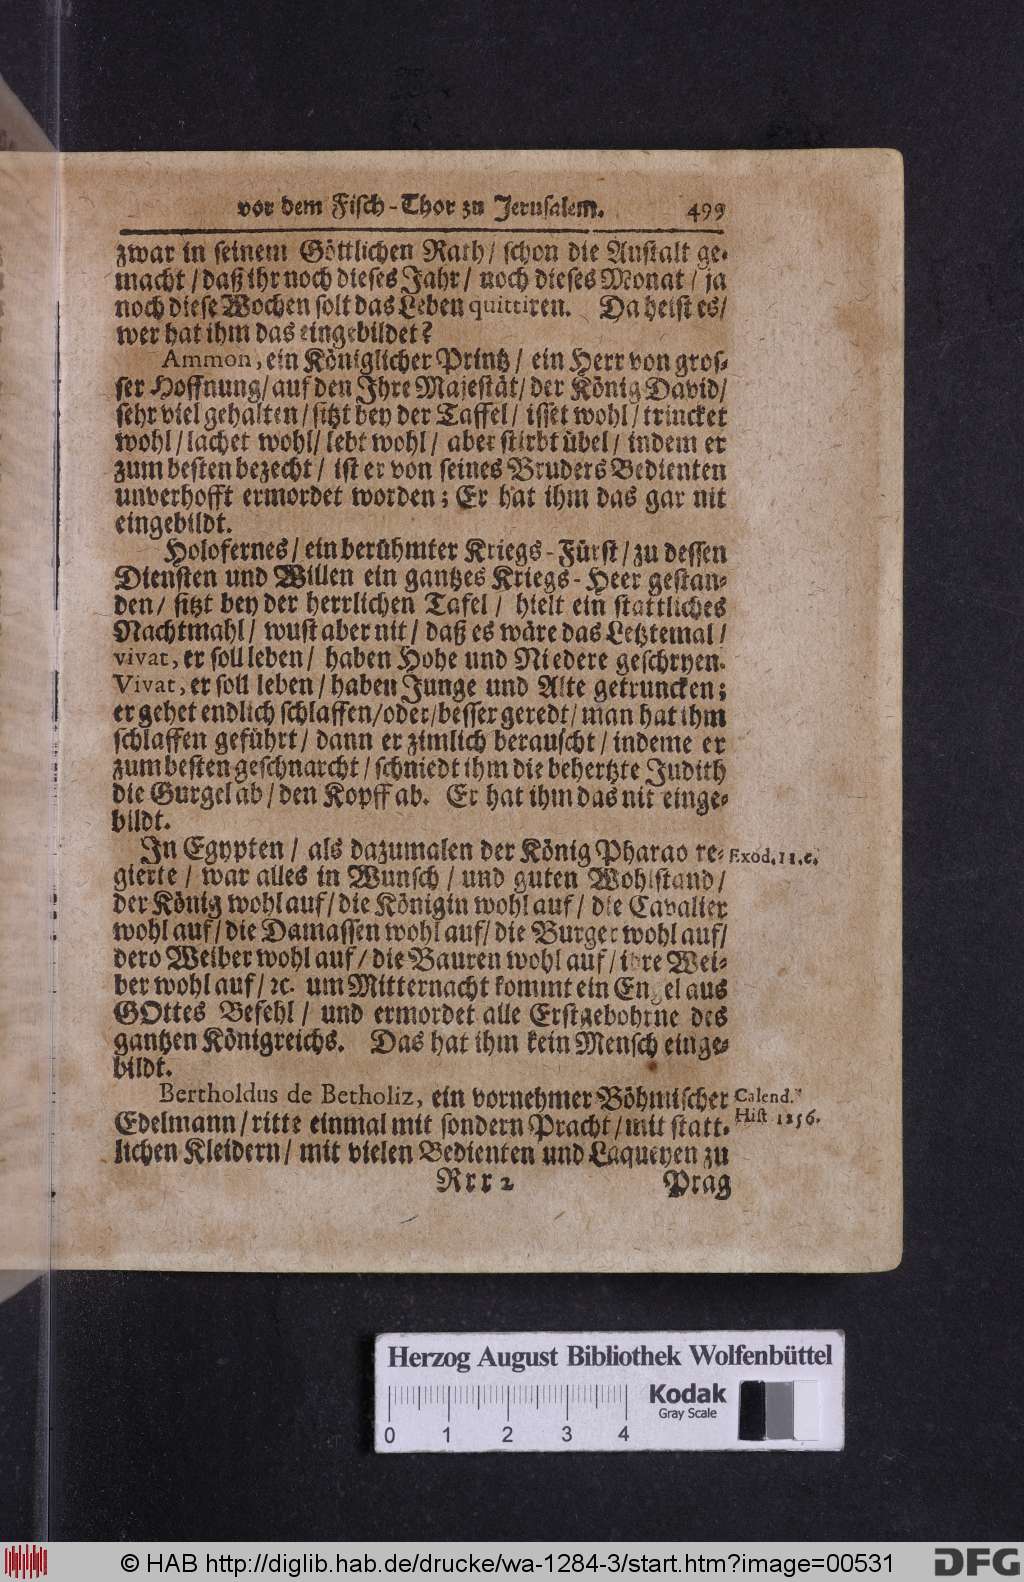 vor dem Fisch-Thor zu Jerusalem. 499
zwar in seinem Göttlichen Rath/ schon die Anstalt ge-
macht / daß ihr noch dieses Jahr / noch dieses Monat / ja
noch diese Wochen solt das Leben quittiren. Da heist es/
wer hat ihm das eingebildet?
Ammon, ein Königlicher Printz / ein Herr von gros-
ser Hoffnung/ auf den Ihre Majestät/ der König David/
sehr viel gehalten / sitzt bey der Taffel / isset wohl / trincket
wohl / lachet wohl/ lebt wohl / aber stirbt übel / indem er
zum besten bezecht / ist er von seines Bruders Bedienten
unverhofft ermordet worden; Er hat ihm das gar nit
eingebildt.
Holofernes / ein berühmter Kriegs-Fürst / zu dessen
Diensten und Willen ein gantzes Kriegs-Heer gestan-
den/ sitzt bey der herrlichen Tafel / hielt ein stattliches
Nachtmahl / wust aber nit / daß es wäre das Letztemal /
vivat, er soll leben / haben Hohe und Niedere geschryen.
Vivat, er soll leben / haben Junge und Alte getruncken;
er gehet endlich schlaffen/oder/besser geredt/ man hat ihm
schlaffen geführt / dann er zimlich berauscht / indeme er
zum besten geschnarcht / schniedt ihm die behertzte Judith
die Gurgel ab / den Kopff ab. Er hat ihm das nit einge-
bildt.
In Egypten / als dazumalen der König Pharao re- Exod. 11. c.
gierte / war alles in Wunsch / und guten Wohlstand /
der König wohl auf / die Königin wohl auf / die Cavalier
wohl auf / die Damassen wohl auf/ die Burger wohl auf/
dero Weiber wohl auf / die Bauren wohl auf / ihre Wei-
ber wohl auf / ꝛc. um Mitternacht kommt ein Engel aus
GOttes Befehl / und ermordet alle Erstgebohrne des
gantzen Königreichs. Das hat ihm kein Mensch einge-
bildt.
Bertholdus de Betholiz, ein vornehmer Böhmischer Calend.
Edelmann / ritte einmal mit sondern Pracht / mit statt- Hist 1256.
lichen Kleidern / mit vielen Bedienten und Laqueyen zu
Rrr 2 Prag
Herzog August Bibliothek Wolfenbüttel
Kodak
Gray Scale
0 1 2 3 4
© HAB http://diglib.hab.de/drucke/wa-1284-3/start.htm?image=00531
DFG